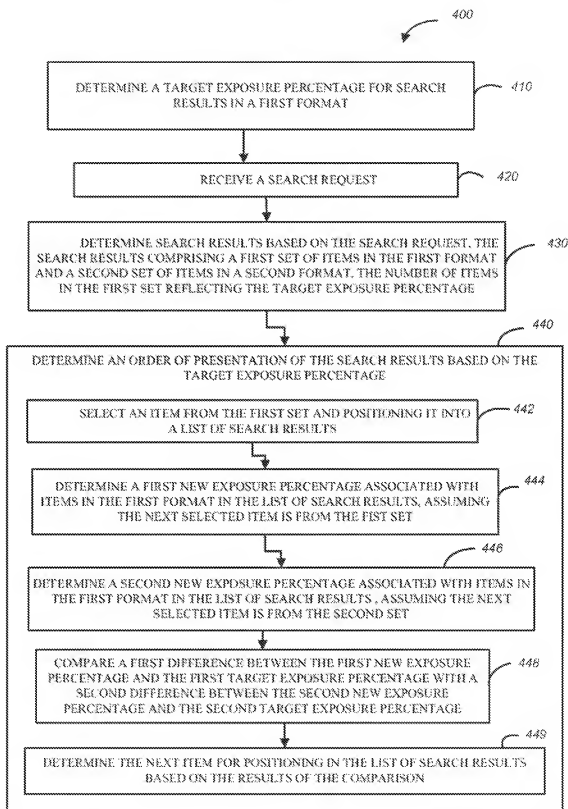 400
DETERMINE A TARGET EXPOSURE PERCENTAGE FOR SEARCH
RESULTS IN A FIRST FORMAT
410
RECEIVE A SEARCH REQUEST
420
DETERMINE SEARCH RESULTS BASED ON THE SEARCH REQUEST, THE
SEARCH RESULTS COMPRISING A FIRST SET OF ITEMS IN THE FIRST FORMAT
AND A SECOND SET OF ITEMS IN A SECOND FORMAT, THE NUMBER OF ITEMS
IN THE FIRST SET REFLECTING THE TARGET EXPOSURE PERCENTAGE
430
440
DETERMINE AN ORDER OF PRESENTATION OF THE SEARCH RESULTS BASED ON THE
TARGET EXPOSURE PERCENTAGE
SELECT AN ITEM FROM THE FIRST SET AND POSITIONING IT INTO
A LIST OF SEARCH RESULTS
442
DETERMINE A FIRST NEW EXPOSURE PERCENTAGE ASSOCIATED WITH
ITEMS IN THE FIRST FORMAT IN THE LIST OF SEARCH RESULTS, ASSUMING
THE NEXT SELECTED ITEM IS FROM THE FIST SET
444
446
DETERMINE A SECOND NEW EXPOSURE PERCENTAGE ASSOCIATED WITH ITEMS IN
THE FIRST FORMAT IN THE LIST OF SEARCH RESULTS , ASSUMING THE NEXT
SELECTED ITEM IS FROM THE SECOND SET
COMPARE A FIRST DIFFERENCE BETWEEN THE FIRST NEW EXPOSURE
PERCENTAGE AND THE FIRST TARGET EXPOSURE PERCENTAGE WITH A
SECOND DIFFERENCE BETWEEN THE SECOND NEW EXPOSURE
PERCENTAGE AND THE SECOND TARGET EXPOSURE PERCENTAGE
448
449
DETERMINE THE NEXT ITEM FOR POSITIONING IN THE LIST OF SEARCH RESULTS
BASED ON THE RESULTS OF THE COMPARISON